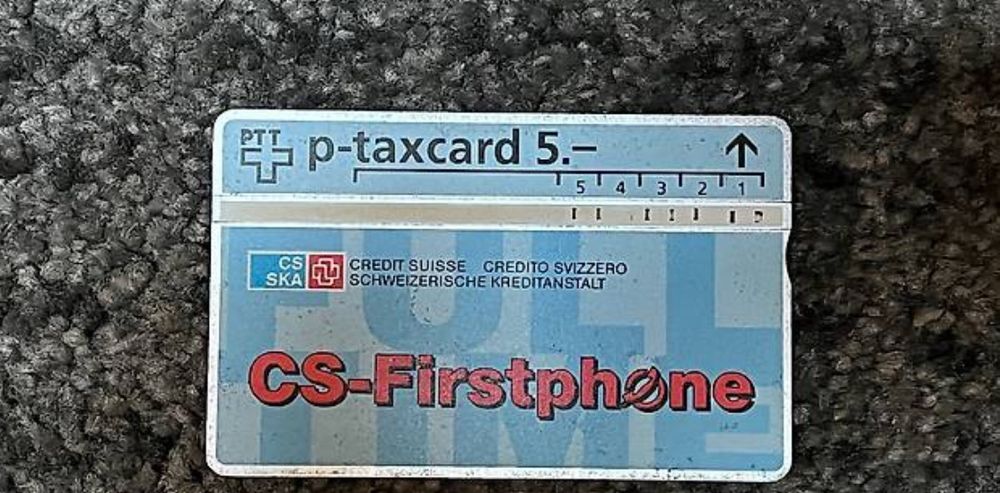 PTT
p-taxcard 5.–
5 4 3 2 1
CS
SKA
CREDIT SUISSE CREDITO SVIZZERO
SCHWEIZERISCHE KREDITANSTALT
FULL
TIME
CS-Firstphone